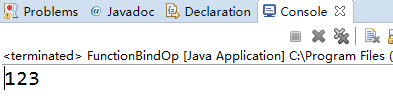 Problems @ Javadoc Declaration Console
<terminated> FunctionBindOp [Java Application] C:\Program Files (
123